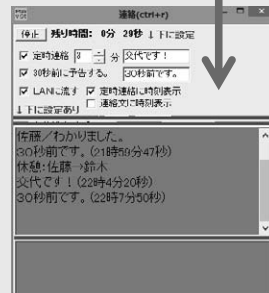 連絡(ctrl+r)
停止 残り時間: 0分 29秒 ↓下に設定
定時連絡 3 分 交代です!
30秒前に予告する。 30秒前です。
LANに流す 定時連絡に時刻表示
↓下に設定あり 連絡文に時刻表示
佐藤/わかりました。
30秒前です。(21時59分47秒)
休憩:佐藤→鈴木
交代です!(22時4分20秒)
30秒前です。(22時7分50秒)